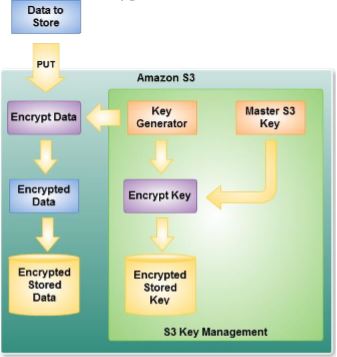 Data to
Store
PUT
Amazon S3
Encrypt Data
Key
Generator
Master S3
Key
Encrypted
Data
Encrypt Key
Encrypted
Stored
Data
Encrypted
Stored
Key
S3 Key Management